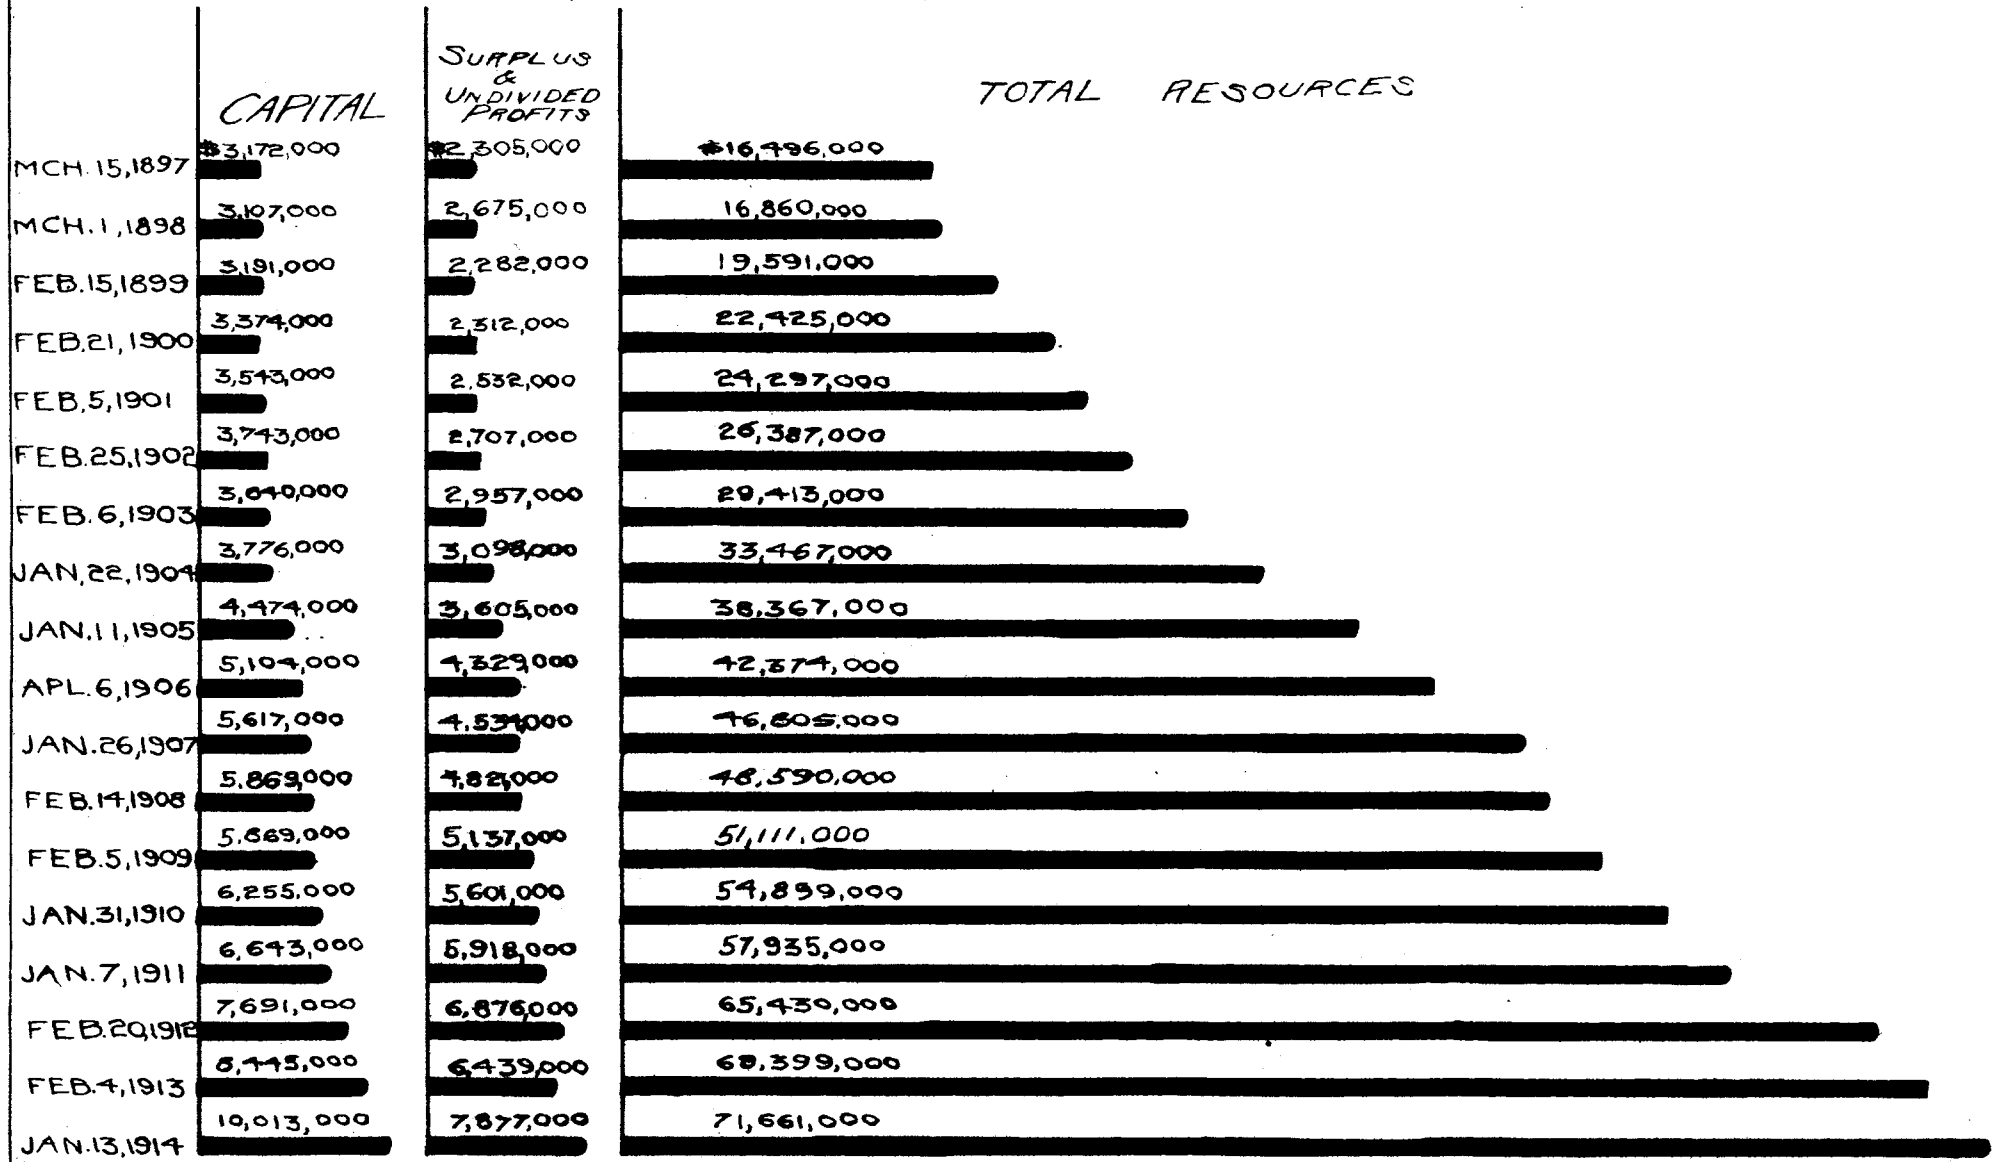 CAPITAL
SURPLUS
&
UNDIVIDED
PROFITS
TOTAL RESOURCES
MCH. 15, 1897 $3,172,000 $2,305,000 $16,496,000
MCH. 1, 1898 3,107,000 2,675,000 16,860,000
FEB. 15, 1899 3,191,000 2,282,000 19,591,000
FEB. 21, 1900 3,374,000 2,312,000 22,425,000
FEB. 5, 1901 3,543,000 2,532,000 24,297,000
FEB. 25, 1902 3,743,000 2,707,000 26,387,000
FEB. 6, 1903 2,957,000 29,413,000
JAN. 22, 1904 3,776,000 3,098,000 33,467,000
JAN. 11, 1905 4,474,000 3,605,000 38,367,000
APL. 6, 1906 5,104,000 4,329,000 42,374,000
JAN. 26, 1907 5,617,000 4,534,000 46,805,000
FEB. 14, 1908 5,869,000 4,821,000 48,590,000
FEB. 5, 1909 5,869,000 5,137,000 51,111,000
JAN. 31, 1910 6,255,000 5,601,000 54,899,000
JAN. 7, 1911 6,643,000 5,918,000 57,935,000
FEB. 20, 1912 7,691,000 6,876,000 65,430,000
FEB. 4, 1913 8,445,000 6,439,000 68,399,000
JAN. 13, 1914 10,013,000 7,877,000 71,661,000